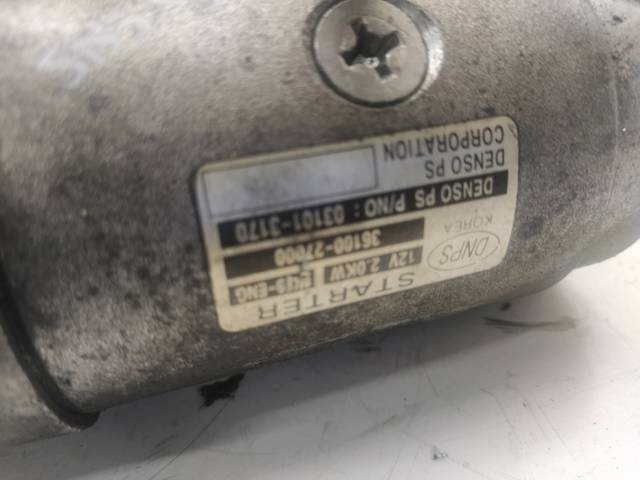 STARTER
12V 2.0KW
36100-27000
DNPS
KOREA
DENSO PS P/NO : 03101-3170
DENSO PS
CORPORATION